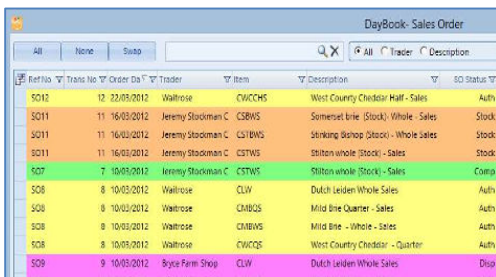 DayBook- Sales Order
All None Swap All Trader Description
Ref No Trans No Order Da Trader Item Description SO Status
SO12 12 22/03/2012 Waitrose CWCCHS West County Cheddar Half - Sales Auth
SO11 11 16/03/2012 Jeremy Stockman C CSBWS Somerset brie (Stock)- Whole - Sales Stock
SO11 11 16/03/2012 Jeremy Stockman C CSTBWS Stinking Bishop (Stock) - Whole Sales Stock
SO11 11 16/03/2012 Jeremy Stockman C CSTWS Stilton whole (Stock) - Sales Stock
SO7 7 10/03/2012 Jeremy Stockman C CSTWS Stilton whole (Stock) - Sales Comp
SO8 8 10/03/2012 Waitrose CLW Dutch Leiden Whole Sales Auth
SO8 8 10/03/2012 Waitrose CMBQS Mild Brie Quarter - Sales Auth
SO8 8 10/03/2012 Waitrose CMBWS Mild Brie - Whole - Sales Auth
SO8 8 10/03/2012 Waitrose CWCQS West Country Cheddar - Quarter Auth
SO9 9 10/03/2012 Bryce Farm Shop CLW Dutch Leiden Whole Sales Disp